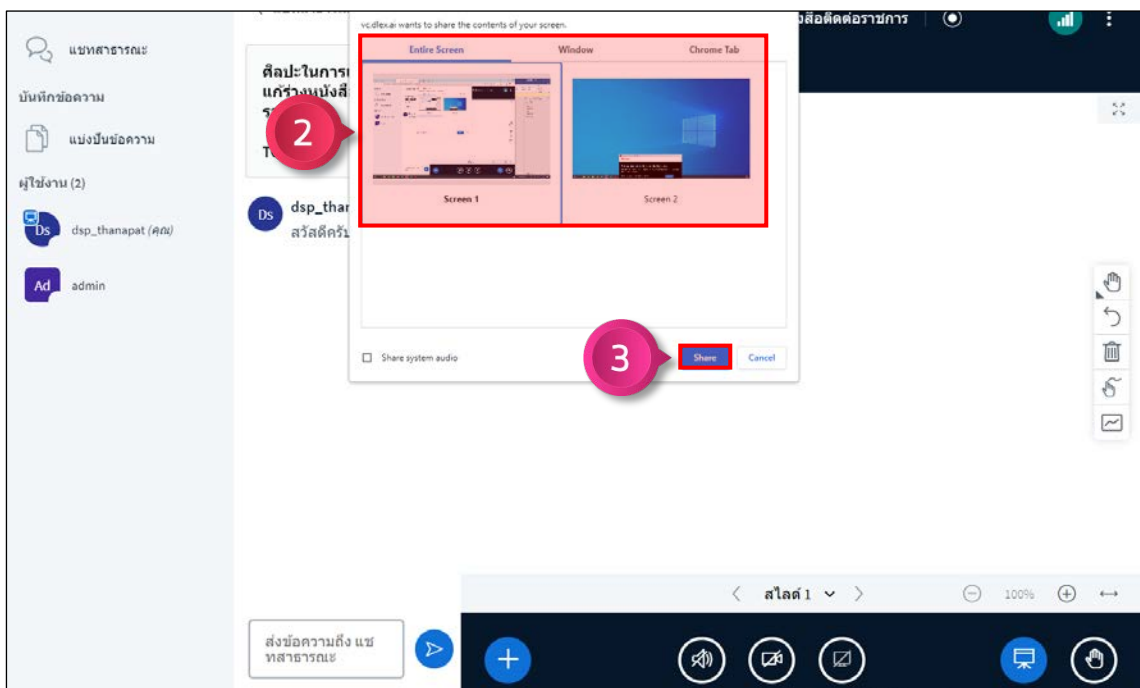 แชทสาธารณะ
บันทึกข้อความ
แบ่งปันข้อความ
ผู้ใช้งาน (2)
Ds
dsp_thanapat (คุณ)
Ad
admin
ศิลปะในการ
แก้ร่างหนังสื
Ds
dsp_thar
สวัสดีครับ
vc.dlex.ai wants to share the contents of your screen.
Entire Screen
Window
Chrome Tab
2
Screen 1
Screen 2
Share system audio
3
Share
Cancel
งสือติดต่อราชการ
สไลด์ 1
100%
ส่งข้อความถึง แช
ทสาธารณะ